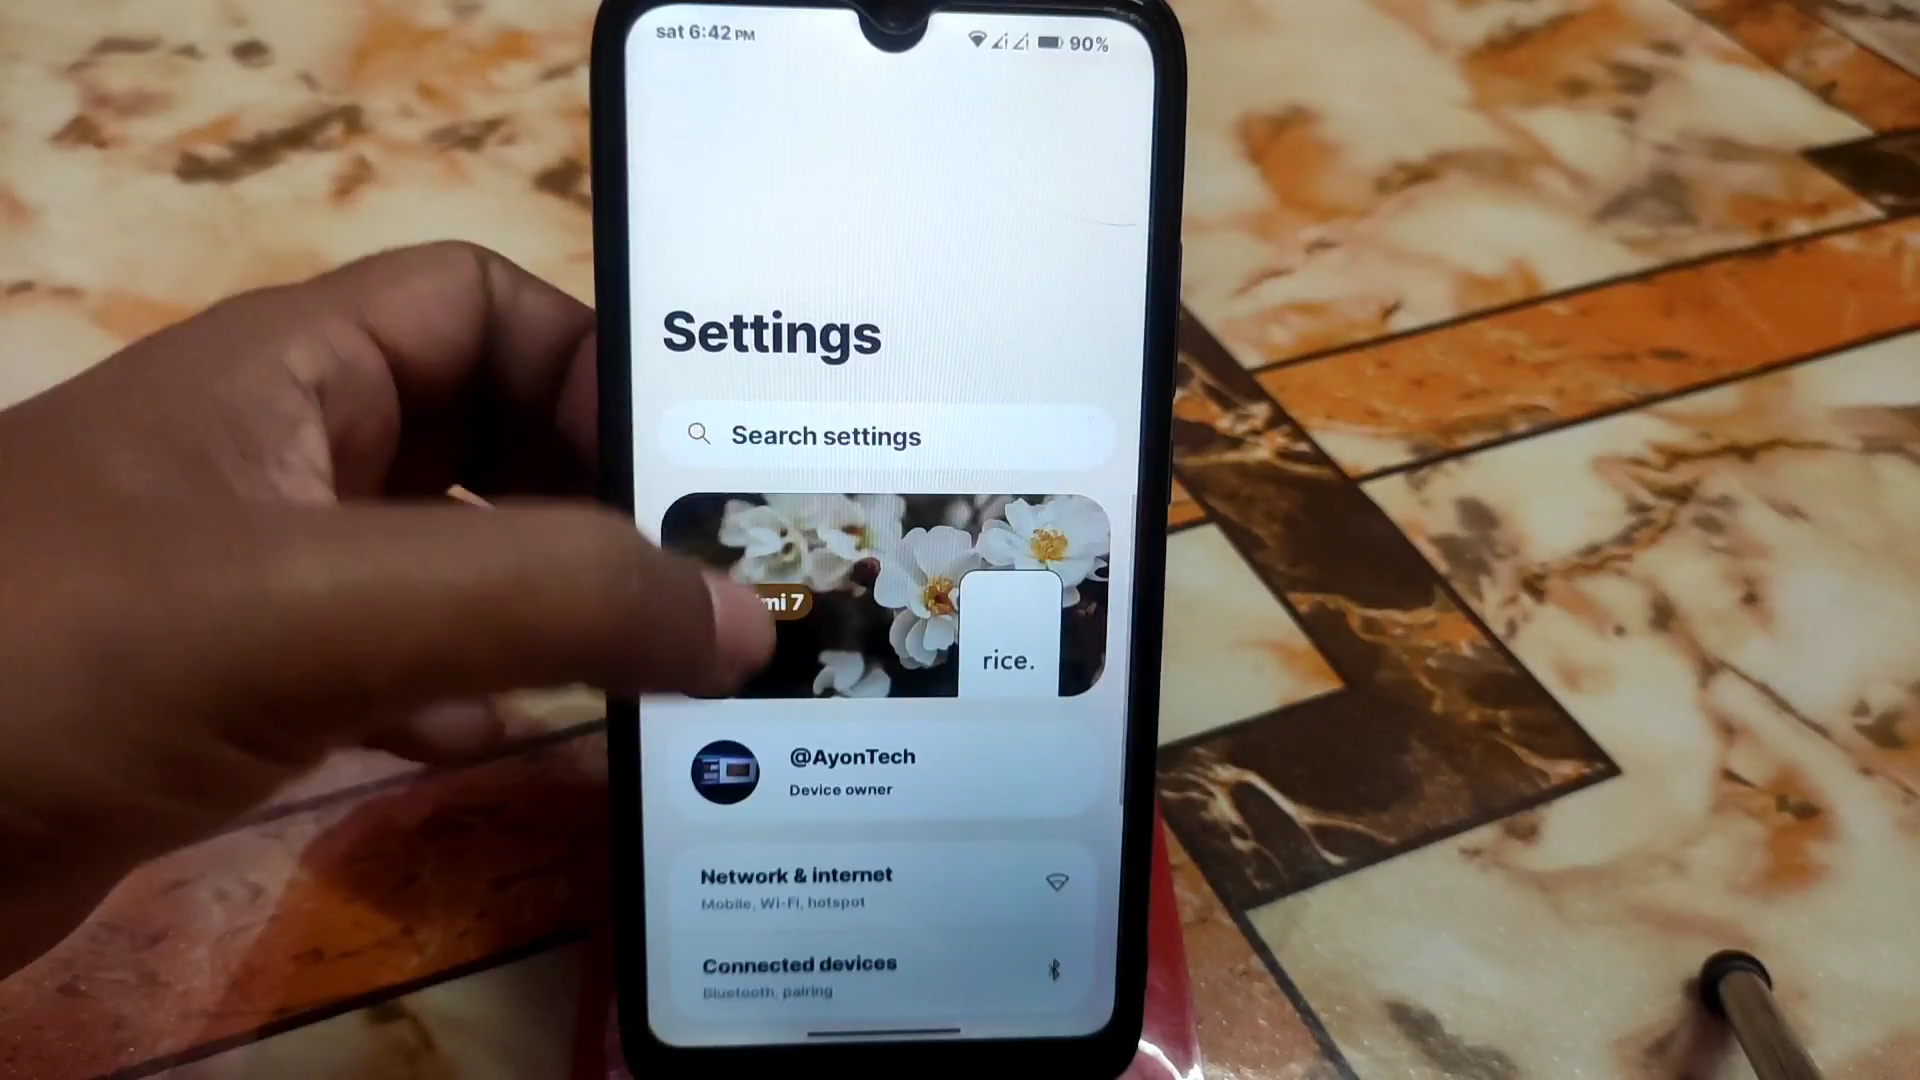 sat 6:42 PM
90%
Settings
Search settings
mi 7
rice.
@AyonTech
Device owner
Network & internet
Mobile, Wi-Fi, hotspot
Connected devices
Bluetooth, pairing